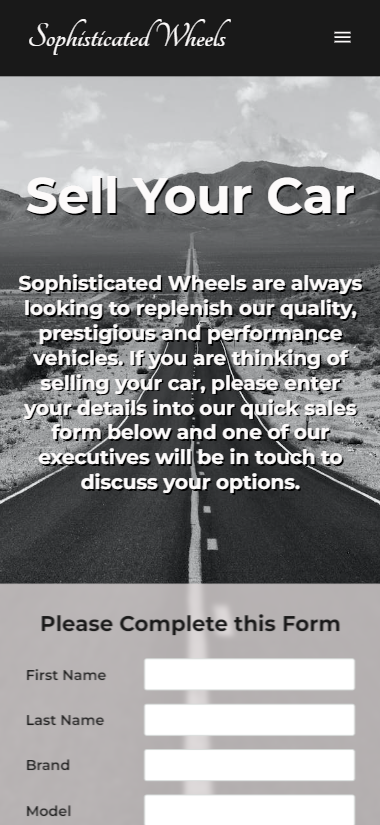 Sophisticated Wheels
Sell Your Car
Sophisticated Wheels are always
looking to replenish our quality,
prestigious and performance
vehicles. If you are thinking of
selling your car, please enter
your details into our quick sales
form below and one of our
executives will be in touch to
discuss your options.
Please Complete this Form
First Name
Last Name
Brand
Model